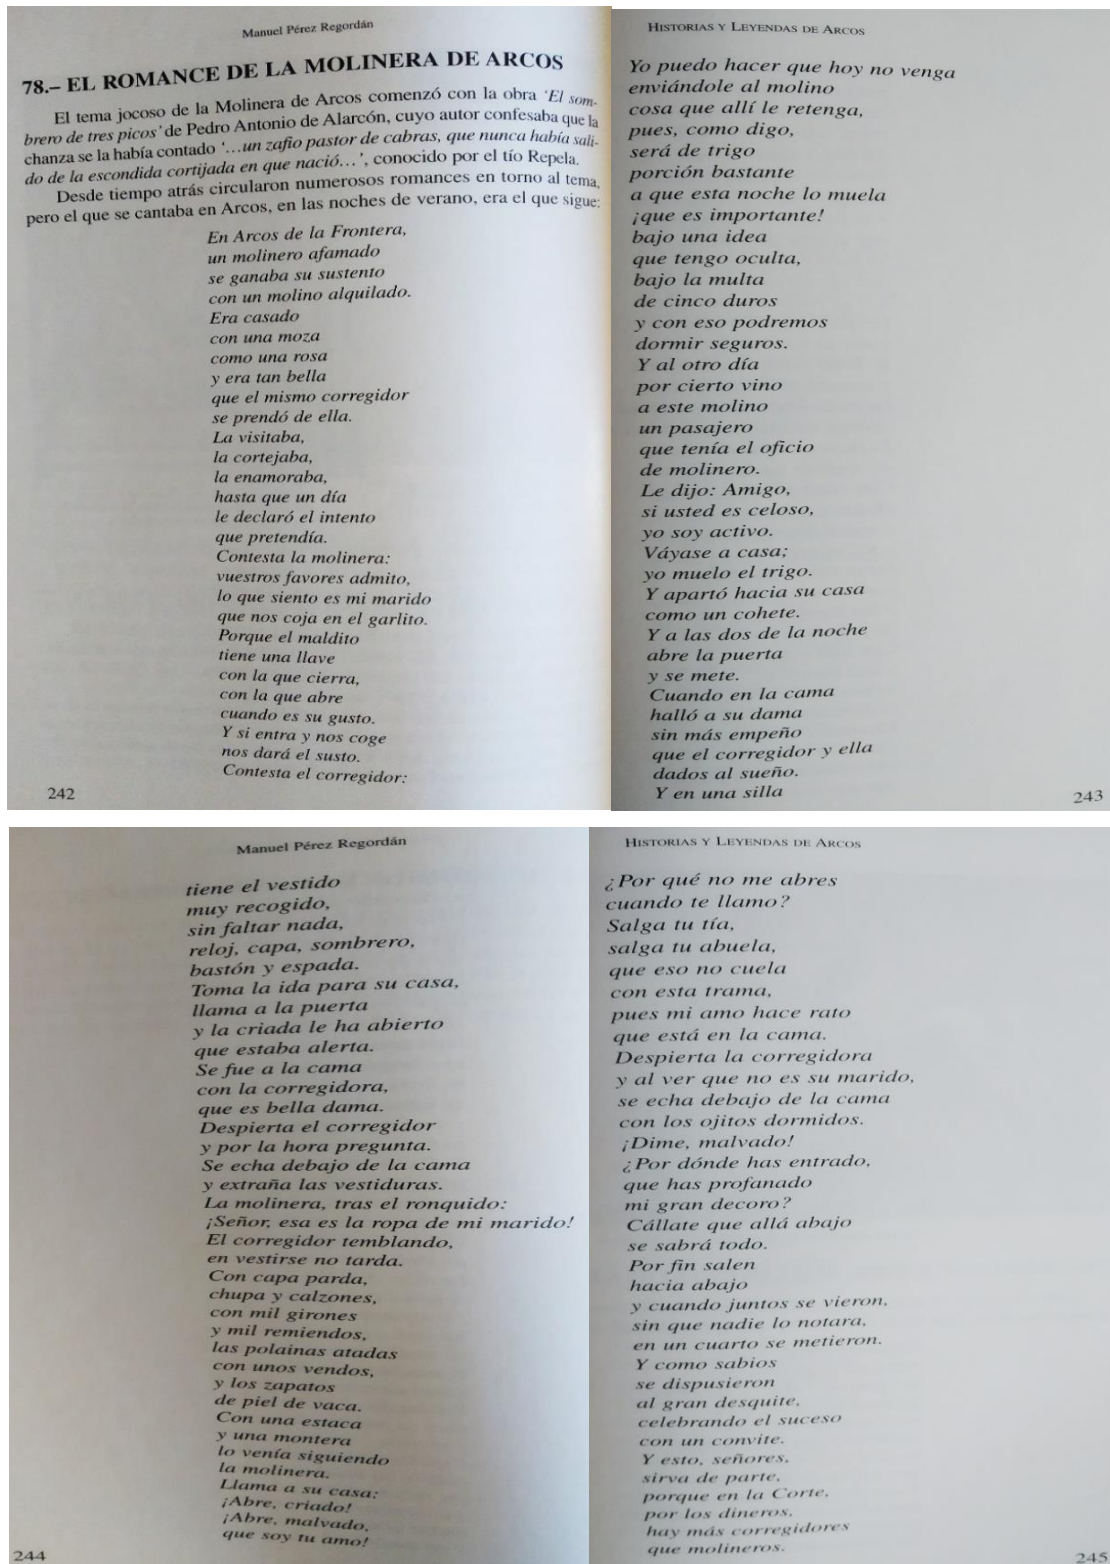 Manuel Pérez Regordán
78.– EL ROMANCE DE LA MOLINERA DE ARCOS
El tema jocoso de la Molinera de Arcos comenzó con la obra ‘El som-
brero de tres picos’ de Pedro Antonio de Alarcón, cuyo autor confesaba que la
chanza se la había contado ‘…un zafio pastor de cabras, que nunca había sali-
do de la escondida cortijada en que nació…’, conocido por el tío Repela.
Desde tiempo atrás circularon numerosos romances en torno al tema,
pero el que se cantaba en Arcos, en las noches de verano, era el que sigue:
En Arcos de la Frontera,
un molinero afamado
se ganaba su sustento
con un molino alquilado.
Era casado
con una moza
como una rosa
y era tan bella
que el mismo corregidor
se prendó de ella.
La visitaba,
la cortejaba,
la enamoraba,
hasta que un día
le declaró el intento
que pretendía.
Contesta la molinera:
vuestros favores admito,
lo que siento es mi marido
que nos coja en el garlito.
Porque el maldito
tiene una llave
con la que cierra,
con la que abre
cuando es su gusto.
Y si entra y nos coge
nos dará el susto.
Contesta el corregidor:
242
HISTORIAS Y LEYENDAS DE ARCOS
Yo puedo hacer que hoy no venga
enviándole al molino
cosa que allí le retenga,
pues, como digo,
será de trigo
porción bastante
a que esta noche lo muela
¡que es importante!
bajo una idea
que tengo oculta,
bajo la multa
de cinco duros
y con eso podremos
dormir seguros.
Y al otro día
por cierto vino
a este molino
un pasajero
que tenía el oficio
de molinero.
Le dijo: Amigo,
si usted es celoso,
yo soy activo.
Váyase a casa;
yo muelo el trigo.
Y apartó hacia su casa
como un cohete.
Y a las dos de la noche
abre la puerta
y se mete.
Cuando en la cama
halló a su dama
sin más empeño
que el corregidor y ella
dados al sueño.
Y en una silla
243
Manuel Pérez Regordán
tiene el vestido
muy recogido,
sin faltar nada,
reloj, capa, sombrero,
bastón y espada.
Toma la ida para su casa,
llama a la puerta
y la criada le ha abierto
que estaba alerta.
Se fue a la cama
con la corregidora,
que es bella dama.
Despierta el corregidor
y por la hora pregunta.
Se echa debajo de la cama
y extraña las vestiduras.
La molinera, tras el ronquido:
¡Señor, esa es la ropa de mi marido!
El corregidor temblando,
en vestirse no tarda.
Con capa parda,
chupa y calzones,
con mil girones
y mil remiendos,
las polainas atadas
con unos vendos,
y los zapatos
de piel de vaca.
Con una estaca
y una montera
lo venía siguiendo
la molinera.
Llama a su casa:
¡Abre, criado!
¡Abre, malvado,
que soy tu amo!
244
HISTORIAS Y LEYENDAS DE ARCOS
¿Por qué no me abres
cuando te llamo?
Salga tu tía,
salga tu abuela,
que eso no cuela
con esta trama,
pues mi amo hace rato
que está en la cama.
Despierta la corregidora
y al ver que no es su marido,
se echa debajo de la cama
con los ojitos dormidos.
¡Dime, malvado!
¿Por dónde has entrado,
que has profanado
mi gran decoro?
Cállate que allá abajo
se sabrá todo.
Por fin salen
hacia abajo
y cuando juntos se vieron,
sin que nadie lo notara,
en un cuarto se metieron.
Y como sabios
se dispusieron
al gran desquite,
celebrando el suceso
con un convite.
Y esto, señores,
sirva de parte,
porque en la Corte,
por los dineros,
hay más corregidores
que molineros.
245